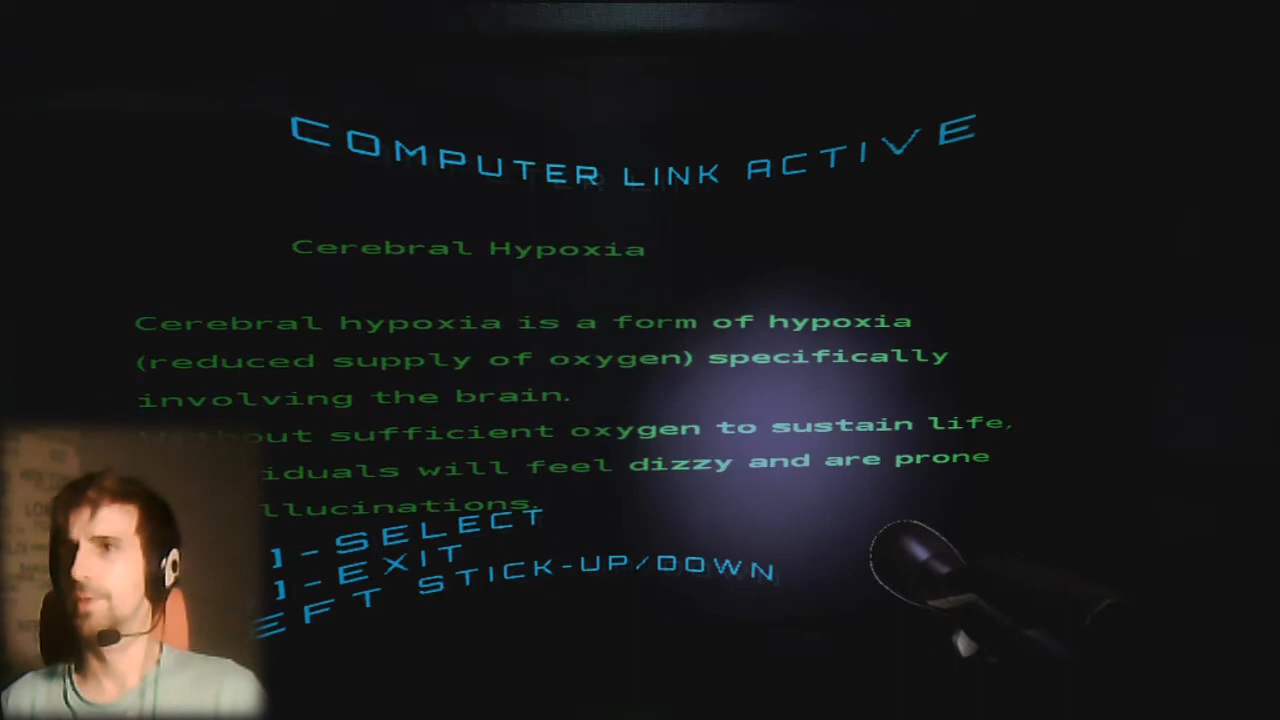 COMPUTER LINK ACTIVE
Cerebral Hypoxia
Cerebral hypoxia is a form of hypoxia
(reduced supply of oxygen) specifically
involving the brain.
sufficient oxygen to sustain life,
will feel dizzy and are prone
] - SELECT
] - EXIT
STICK-UP/DOWN